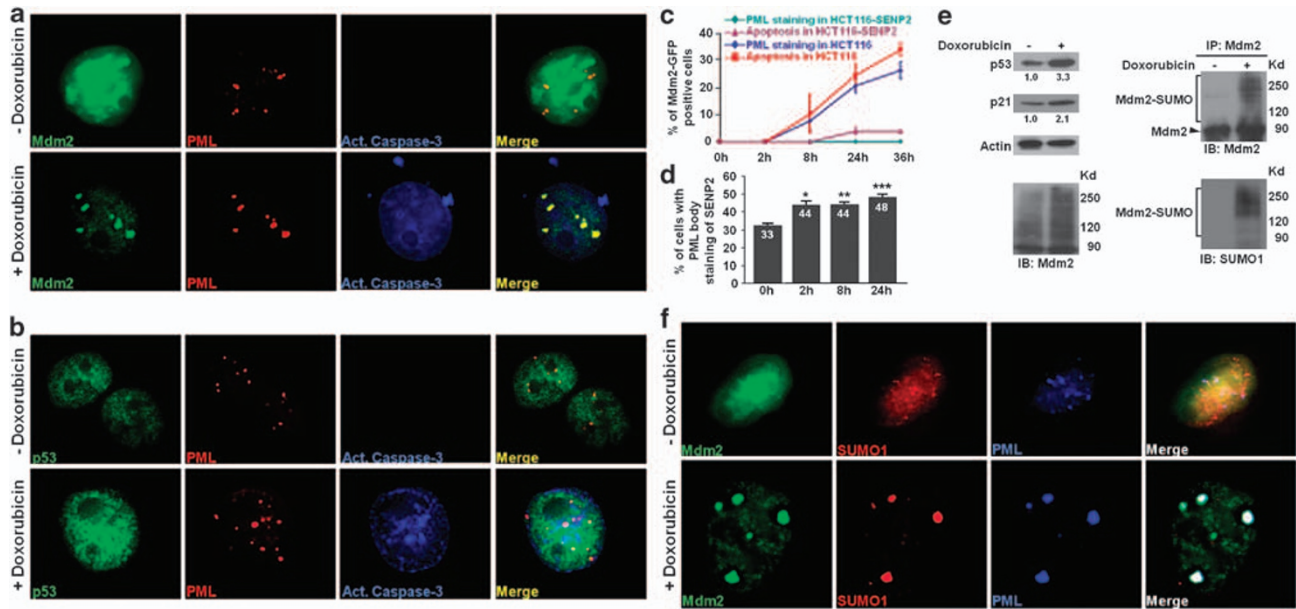 a
- Doxorubicin
Mdm2
PML
Act. Caspase-3
Merge
+ Doxorubicin
Mdm2
PML
Act. Caspase-3
Merge
b
- Doxorubicin
p53
PML
Act. Caspase-3
Merge
+ Doxorubicin
p53
PML
Act. Caspase-3
Merge
c
PML staining in HCT116-SENP2
Apoptosis in HCT116-SENP2
PML staining in HCT116
Apoptosis in HCT116
% of Mdm2-GFP
positive cells
40
30
20
10
0
0h 2h 8h 24h 36h
d
% of cells with
PML body
staining of SENP2
60
50
40
30
20
10
0
33
*
44
**
44
***
48
0h 2h 8h 24h
e
Doxorubicin - +
p53
1.0 3.3
p21
1.0 2.1
Actin
Kd
250
120
90
IB: Mdm2
IP: Mdm2
Doxorubicin - + Kd
Mdm2-SUMO
250
120
Mdm2
90
IB: Mdm2
Mdm2-SUMO
250
120
90
IB: SUMO1
f
- Doxorubicin
Mdm2
SUMO1
PML
Merge
+ Doxorubicin
Mdm2
SUMO1
PML
Merge